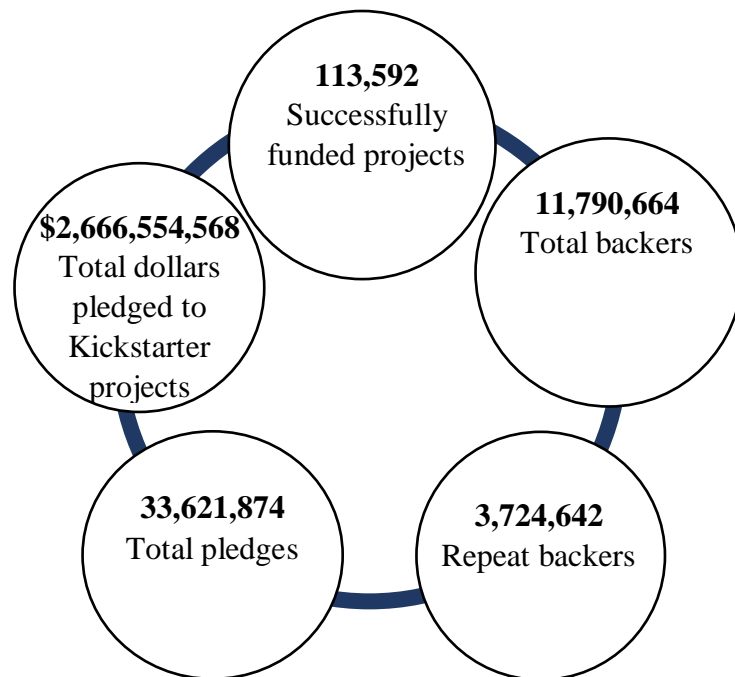 113,592
Successfully
funded projects
11,790,664
Total backers
$2,666,554,568
Total dollars
pledged to
Kickstarter
projects
33,621,874
Total pledges
3,724,642
Repeat backers